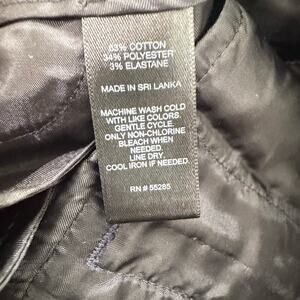 63% COTTON
34% POLYESTER
3% ELASTANE
MADE IN SRI LANKA
MACHINE WASH COLD
WITH LIKE COLORS.
GENTLE CYCLE.
ONLY NON-CHLORINE
BLEACH WHEN
NEEDED.
LINE DRY.
COOL IRON IF NEEDED.
RN # 55285